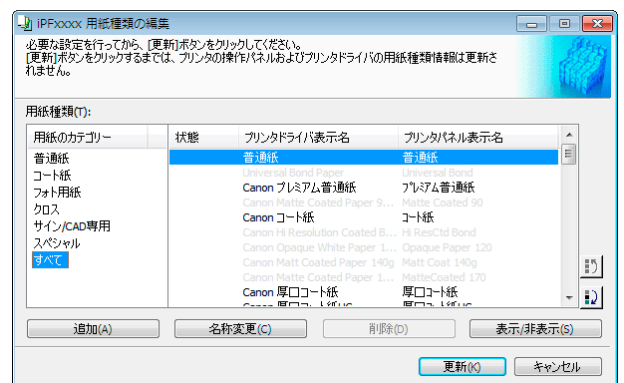 iPFxxxx 用紙種類の編集
必要な設定を行ってから、[更新]ボタンをクリックしてください。
[更新]ボタンをクリックするまでは、プリンタの操作パネルおよびプリンタドライバの用紙種類情報は更新さ
れません。
用紙種類(T):
用紙のカテゴリー 状態 プリンタドライバ表示名 プリンタパネル表示名
普通紙 普通紙 普通紙
コート紙 Universal Bond Paper Universal Bond
フォト用紙 Canon プレミアム普通紙 プレミアム普通紙
クロス Canon Matte Coated Paper 9... Matte Coated 90
サイン/CAD専用 Canon コート紙 コート紙
スペシャル Canon Hi Resolution Coated B... Hi ResCtd Bond
すべて Canon Opaque White Paper 1... Opaque Paper 120
Canon Matt Coated Paper 140g Matt Coat 140g
Canon Matte Coated Paper 1... MatteCoated 170
Canon 厚口コート紙 厚口コート紙
追加(A) 名称変更(C) 削除(D) 表示/非表示(S)
更新(K) キャンセル